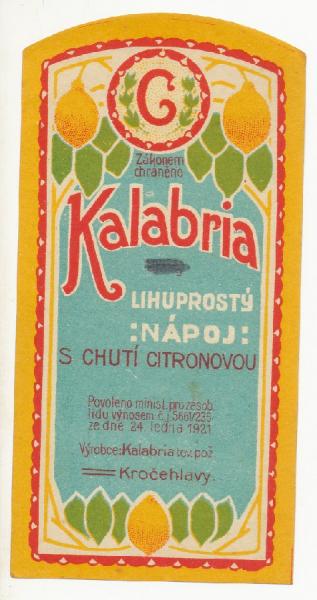 C
Zákonem
chráněno
Kalabria
LIHUPROSTÝ
:NÁPOJ:
S CHUTÍ CITRONOVOU
Povoleno minist. pro zásob.
lidu výnosem č.j. 5661/235
ze dne 24. ledna 1921
Výrobce: Kalabria tov. pož.
Kročehlavy.